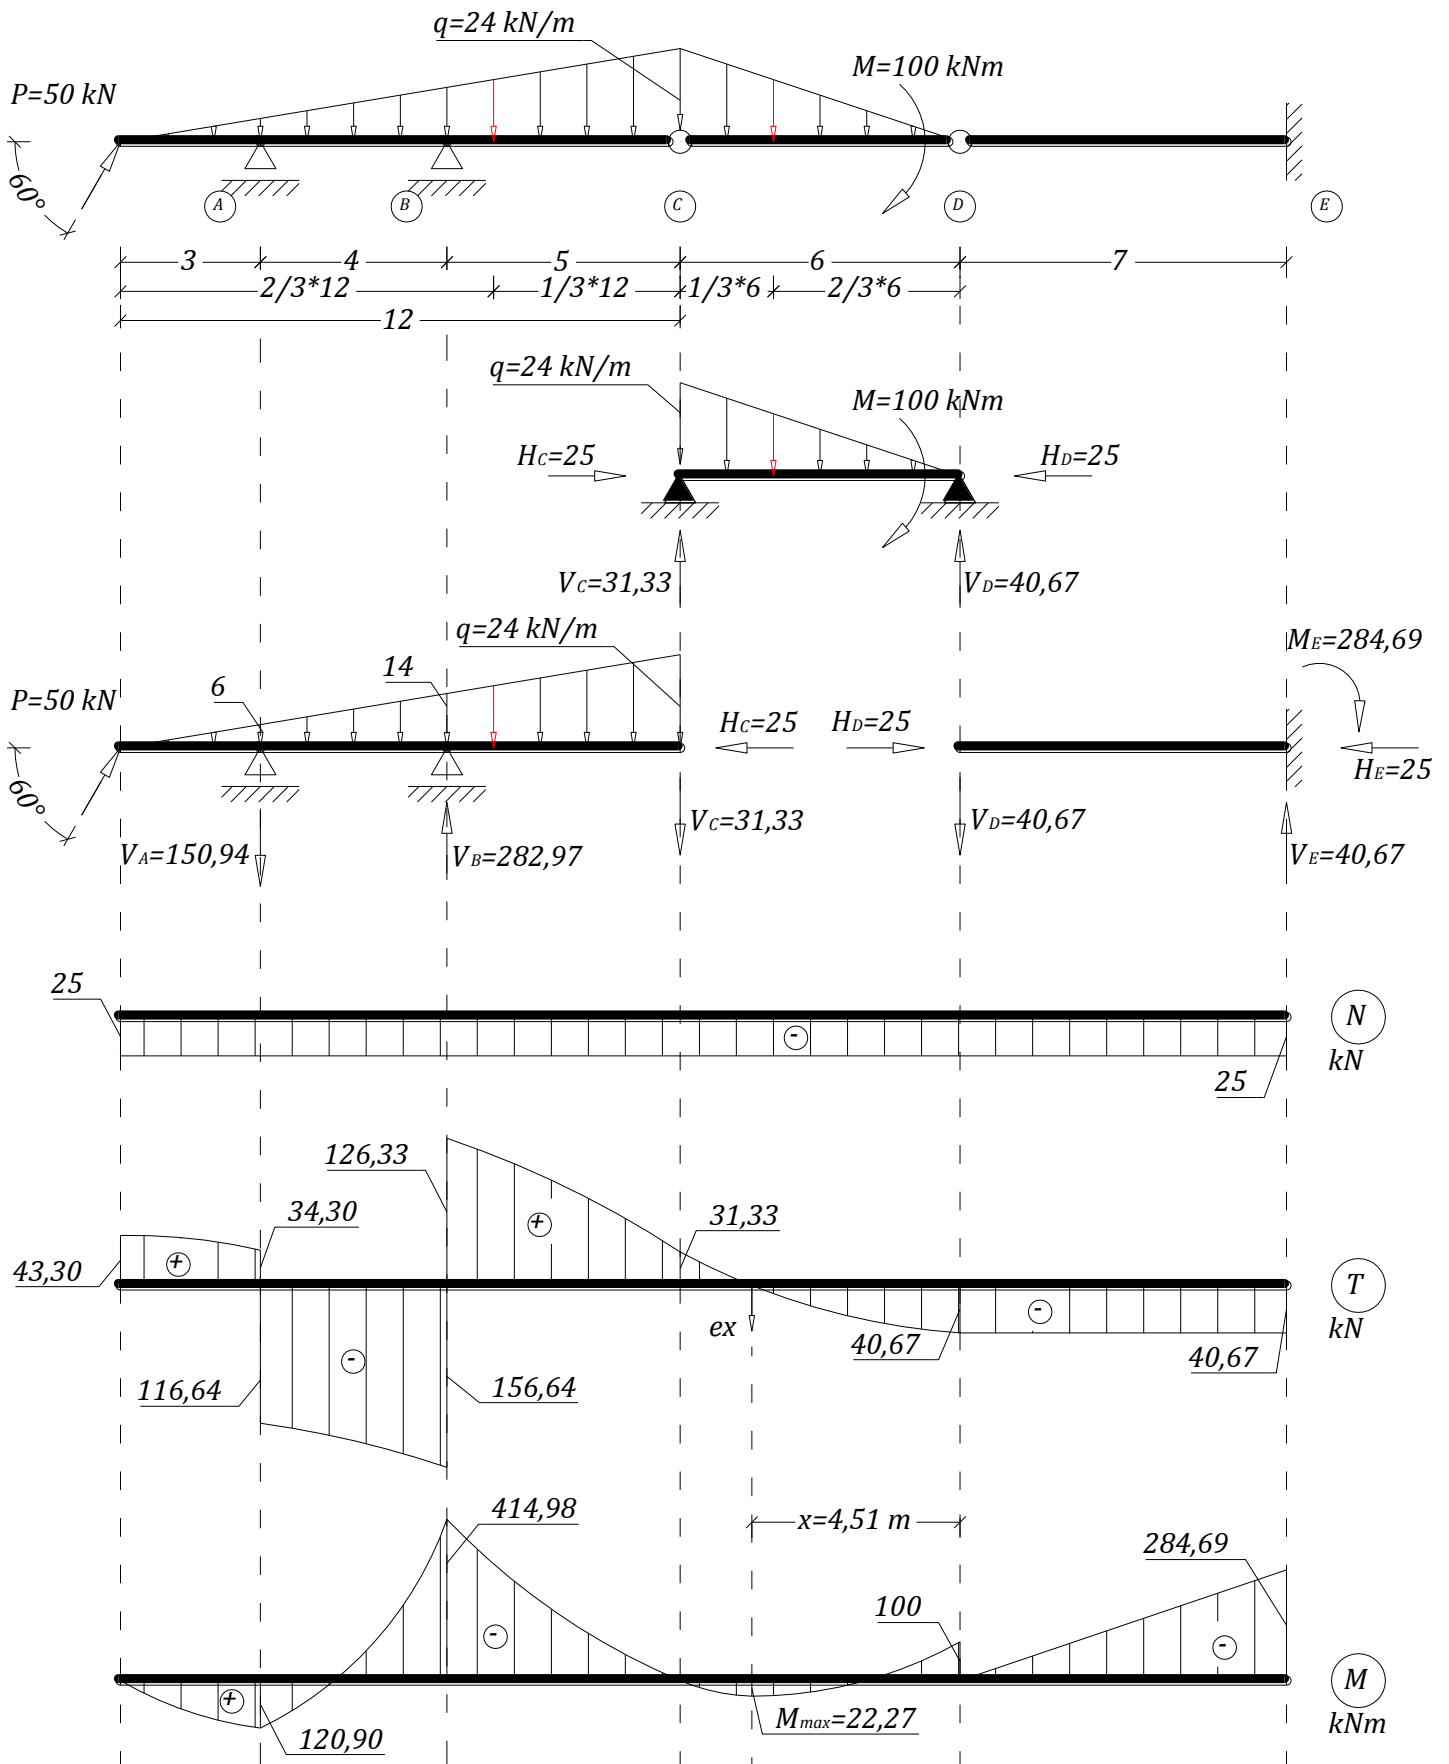 q=24 kN/m
M=100 kNm
P=50 kN
60°
A B C D E
3 4 5 6 7
2/3*12 1/3*12 1/3*6 2/3*6
12
q=24 kN/m
M=100 kNm
HC=25 HD=25
VC=31,33 VD=40,67
q=24 kN/m
ME=284,69
14
6
P=50 kN
HC=25 HD=25
HE=25
60°
VC=31,33 VD=40,67
VA=150,94 VB=282,97 VE=40,67
25
N
-
kN
25
126,33
34,30 31,33
+
+
43,30
T
-
ex kN
40,67 40,67
-
116,64 156,64
414,98
x=4,51 m
284,69
100
-
-
M
+
Mmax=22,27 kNm
120,90